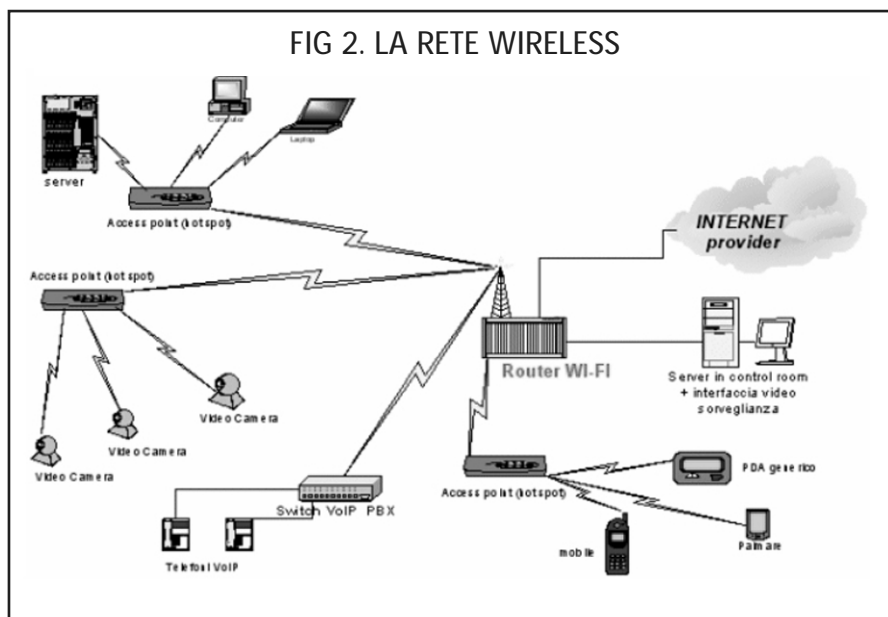 FIG 2. LA RETE WIRELESS
Computer
Laptop
server
Access point (hotspot)
INTERNET
provider
Access point (hotspot)
Router WI-FI
Server in control room
+ interfaccia video
sorveglianza
Video Camera
Video Camera
Video Camera
PDA generico
Access point (hotspot)
Switch VoIP PBX
mobile
Palmare
Telefoni VoIP